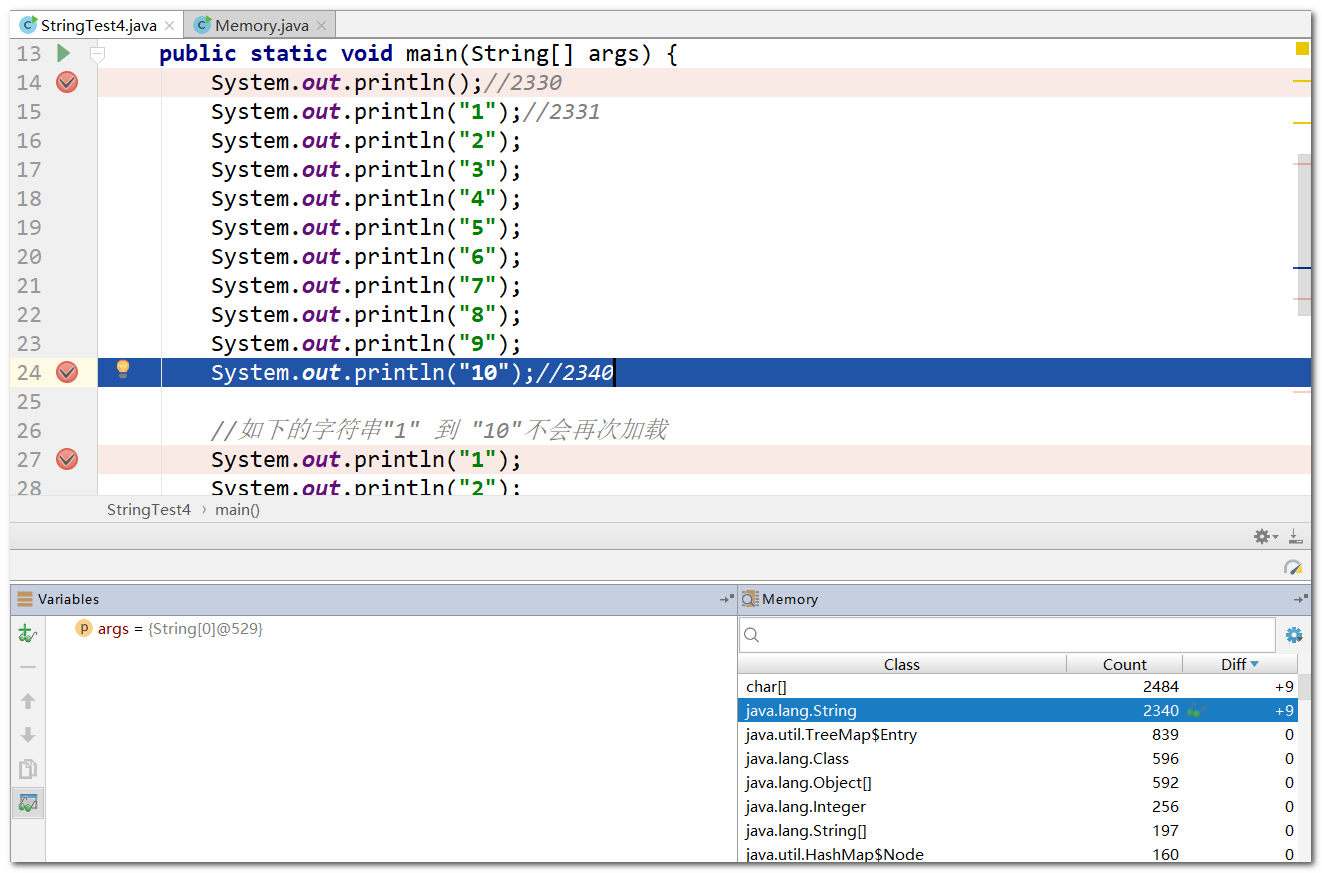 StringTest4.java Memory.java
13 public static void main(String[] args) {
14 System.out.println();//2330
15 System.out.println("1");//2331
16 System.out.println("2");
17 System.out.println("3");
18 System.out.println("4");
19 System.out.println("5");
20 System.out.println("6");
21 System.out.println("7");
22 System.out.println("8");
23 System.out.println("9");
24 System.out.println("10");//2340
25
26 //如下的字符串"1" 到 "10"不会再次加载
27 System.out.println("1");
28 System.out.println("2");
StringTest4 › main()
Variables
args = {String[0]@529}
Memory
Class Count Diff
char[] 2484 +9
java.lang.String 2340 +9
java.util.TreeMap$Entry 839 0
java.lang.Class 596 0
java.lang.Object[] 592 0
java.lang.Integer 256 0
java.lang.String[] 197 0
java.util.HashMap$Node 160 0